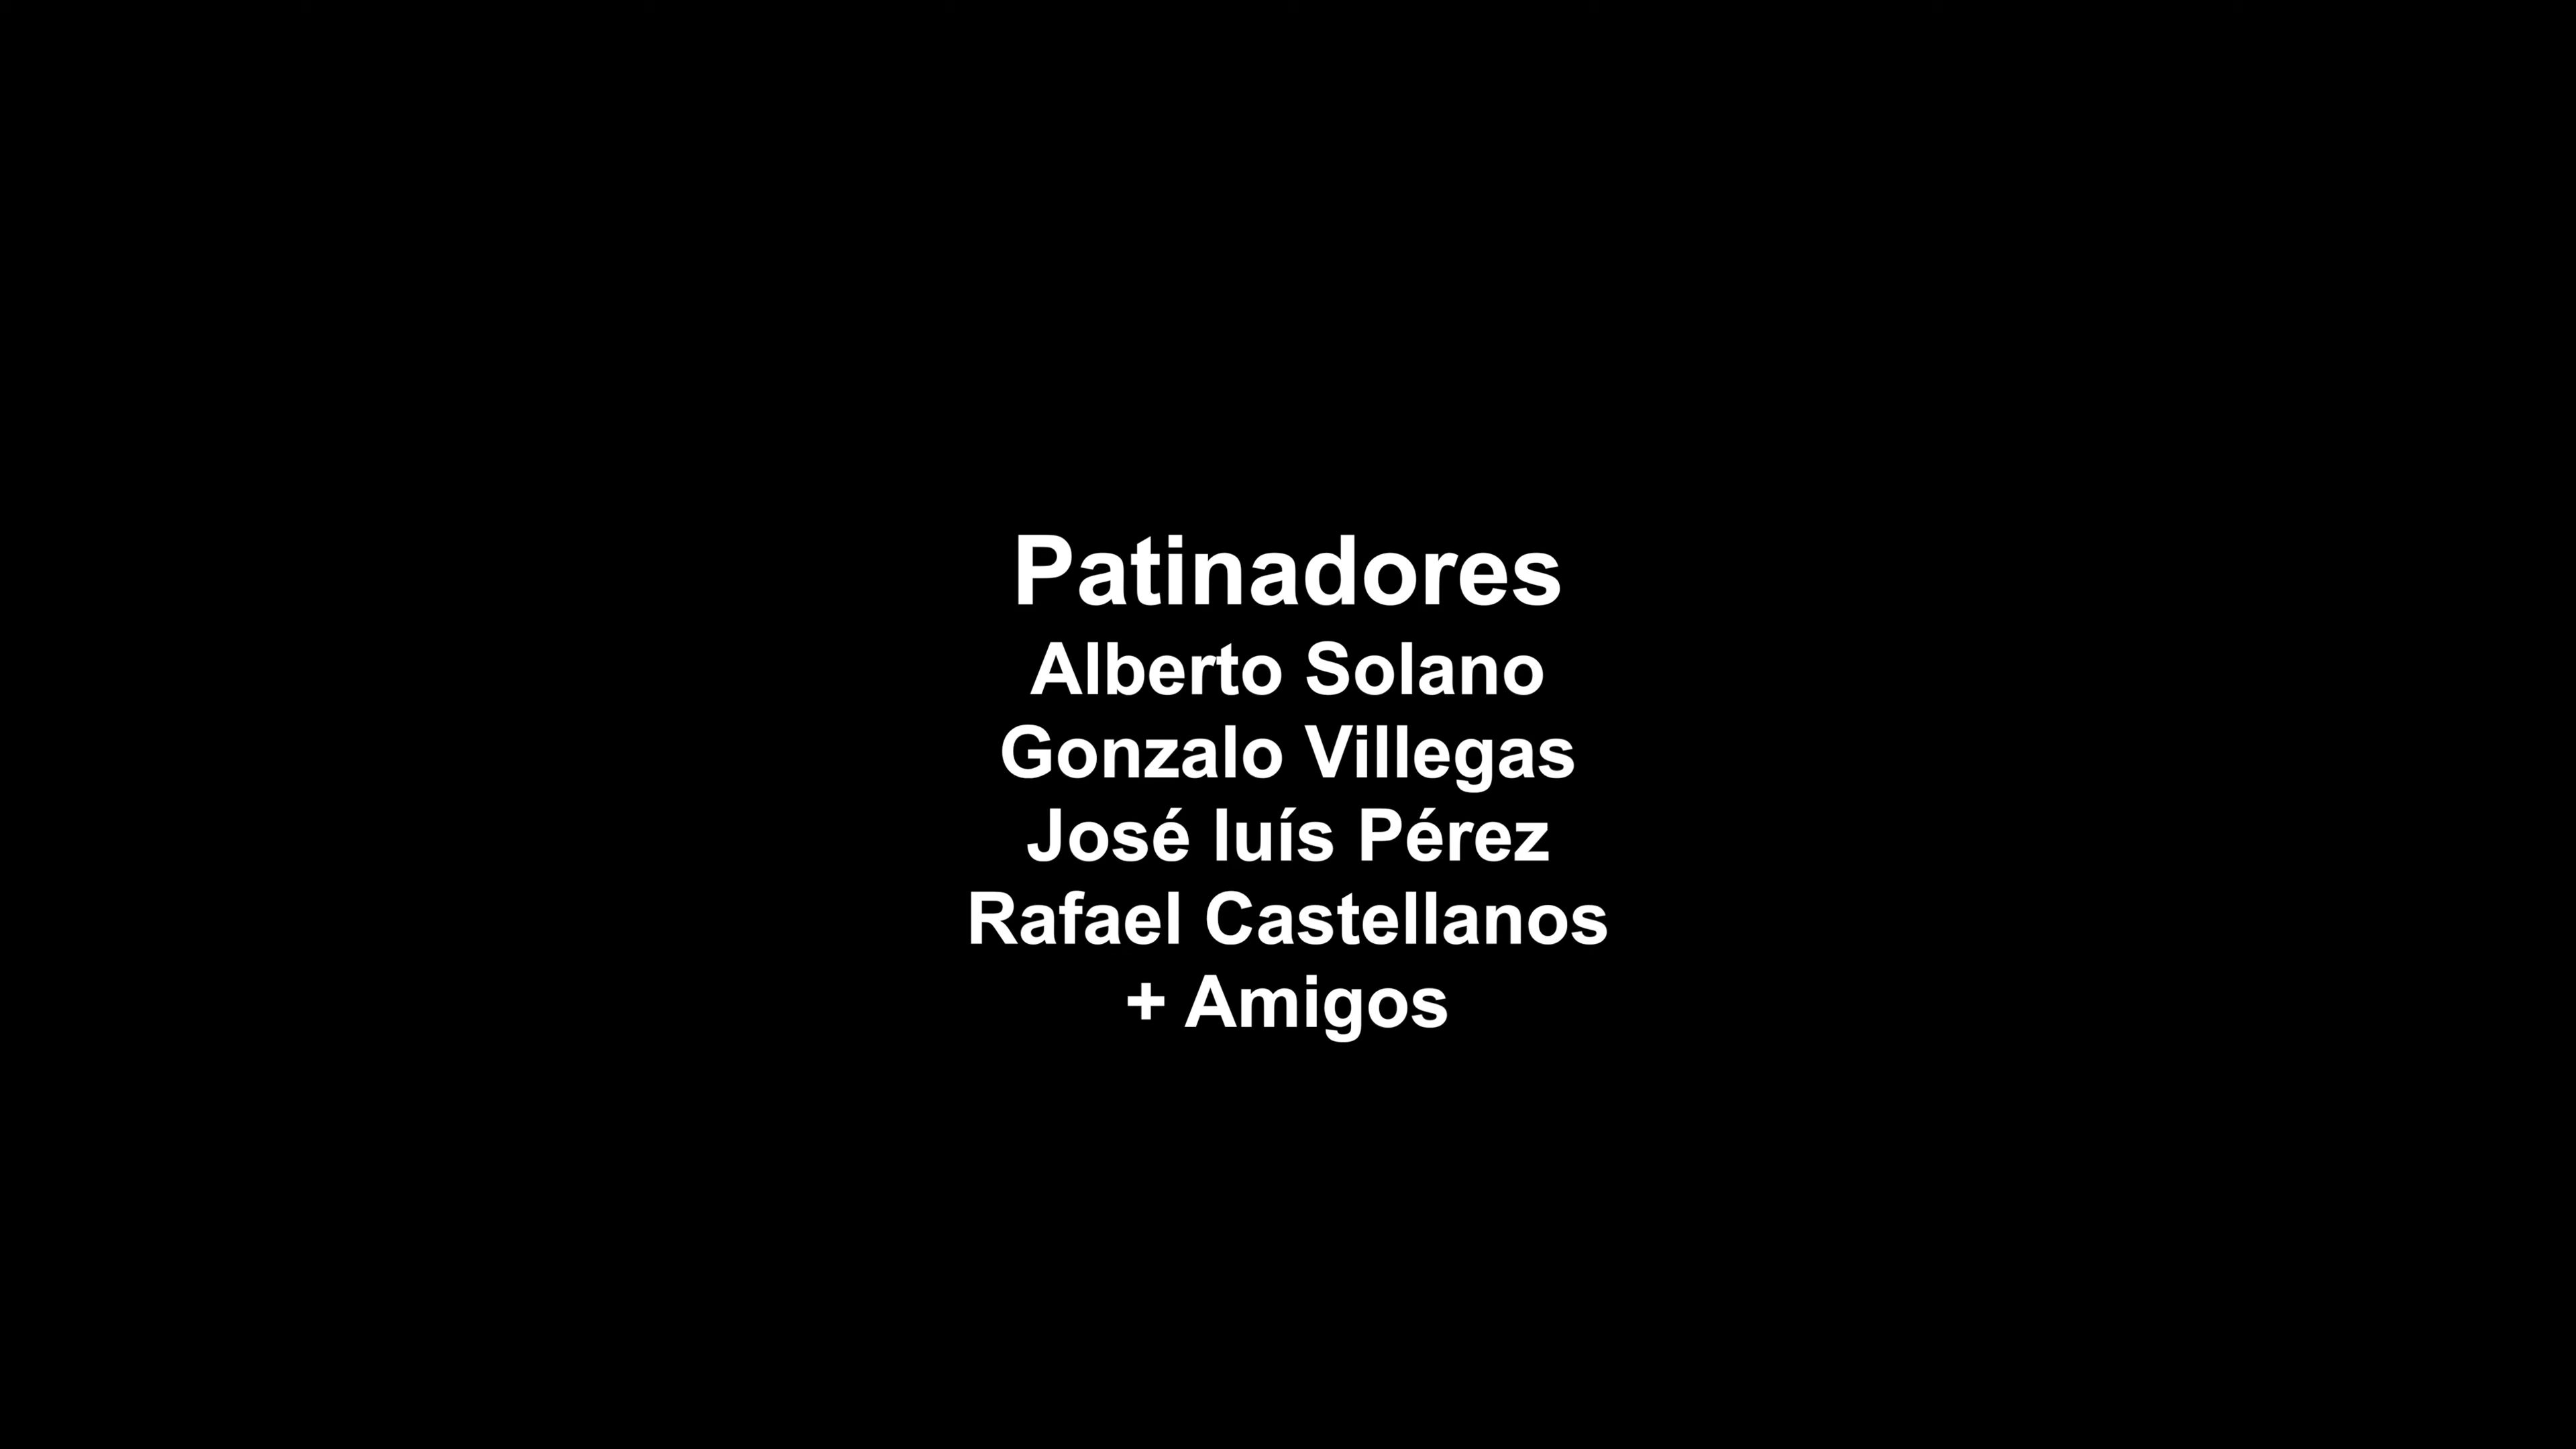 Patinadores
Alberto Solano
Gonzalo Villegas
José luís Pérez
Rafael Castellanos
+ Amigos